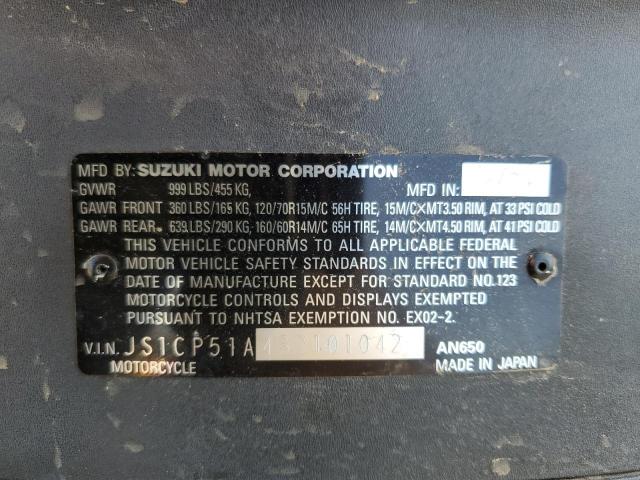 MFD BY: SUZUKI MOTOR CORPORATION
GVWR 999 LBS/455 KG, MFD IN:
GAWR FRONT 360 LBS/165 KG, 120/70R15M/C 56H TIRE, 15M/C×MT3.50 RIM, AT 33 PSI COLD
GAWR REAR 639 LBS/290 KG, 160/60R14M/C 65H TIRE, 14M/C×MT4.50 RIM, AT 41 PSI COLD
THIS VEHICLE CONFORMS TO ALL APPLICABLE FEDERAL
MOTOR VEHICLE SAFETY STANDARDS IN EFFECT ON THE
DATE OF MANUFACTURE EXCEPT FOR STANDARD NO.123
MOTORCYCLE CONTROLS AND DISPLAYS EXEMPTED
PURSUANT TO NHTSA EXEMPTION NO. EX02-2.
V.I.N. AN650
MOTORCYCLE MADE IN JAPAN